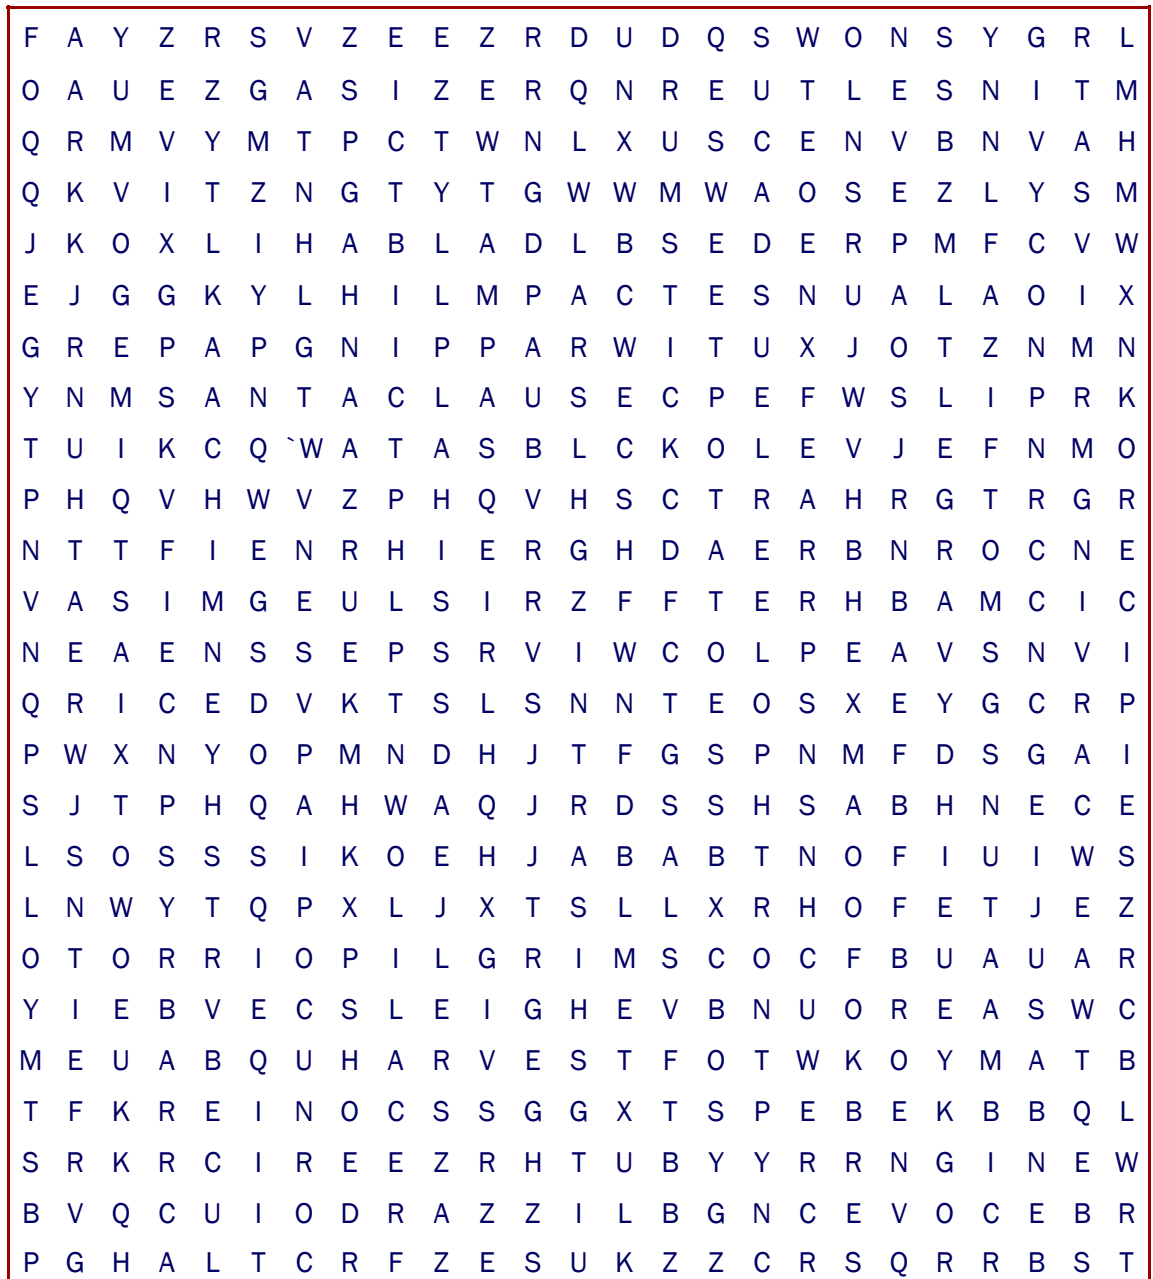 F A Y Z R S V Z E E Z R D U D Q S W O N S Y G R L
O A U E Z G A S I Z E R Q N R E U T L E S N I T M
Q R M V Y M T P C T W N L X U S C E N V B N V A H
Q K V I T Z N G T Y T G W W M W A O S E Z L Y S M
J K O X L I H A B L A D L B S E D E R P M F C V W
E J G G K Y L H I L M P A C T E S N U A L A O I X
G R E P A P G N I P P A R W I T U X J O T Z N M N
Y N M S A N T A C L A U S E C P E F W S L I P R K
T U I K C Q `W A T A S B L C K O L E V J E F N M O
P H Q V H W V Z P H Q V H S C T R A H R G T R G R
N T T F I E N R H I E R G H D A E R B N R O C N E
V A S I M G E U L S I R Z F F T E R H B A M C I C
N E A E N S S E P S R V I W C O L P E A V S N V I
Q R I C E D V K T S L S N N T E O S X E Y G C R P
P W X N Y O P M N D H J T F G S P N M F D S G A I
S J T P H Q A H W A Q J R D S S H S A B H N E C E
L S O S S S I K O E H J A B A B T N O F I U I W S
L N W Y T Q P X L J X T S L L X R H O F E T J E Z
O T O R R I O P I L G R I M S C O C F B U A U A R
Y I E B V E C S L E I G H E V B N U O R E A S W C
M E U A B Q U H A R V E S T F O T W K O Y M A T B
T F K R E I N O C S S G G X T S P E B E K B B Q L
S R K R C I R E E Z R H T U B Y Y R R N G I N E W
B V Q C U I O D R A Z Z I L B G N C E V O C E B R
P G H A L T C R F Z E S U K Z Z C R S Q R R B S T